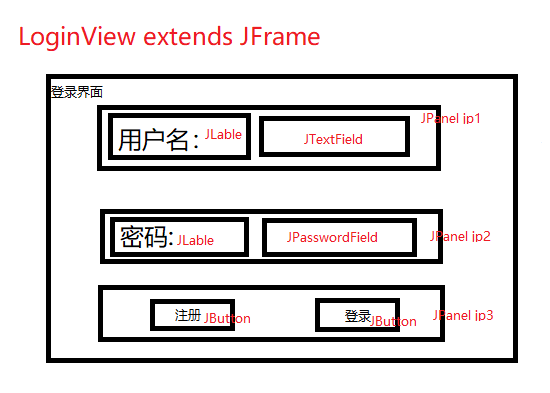 LoginView extends JFrame
登录界面
JPanel jp1
用户名： JLable
JTextField
密码: JLable
JPasswordField
JPanel jp2
注册 JButton
登录 JButton
JPanel jp3